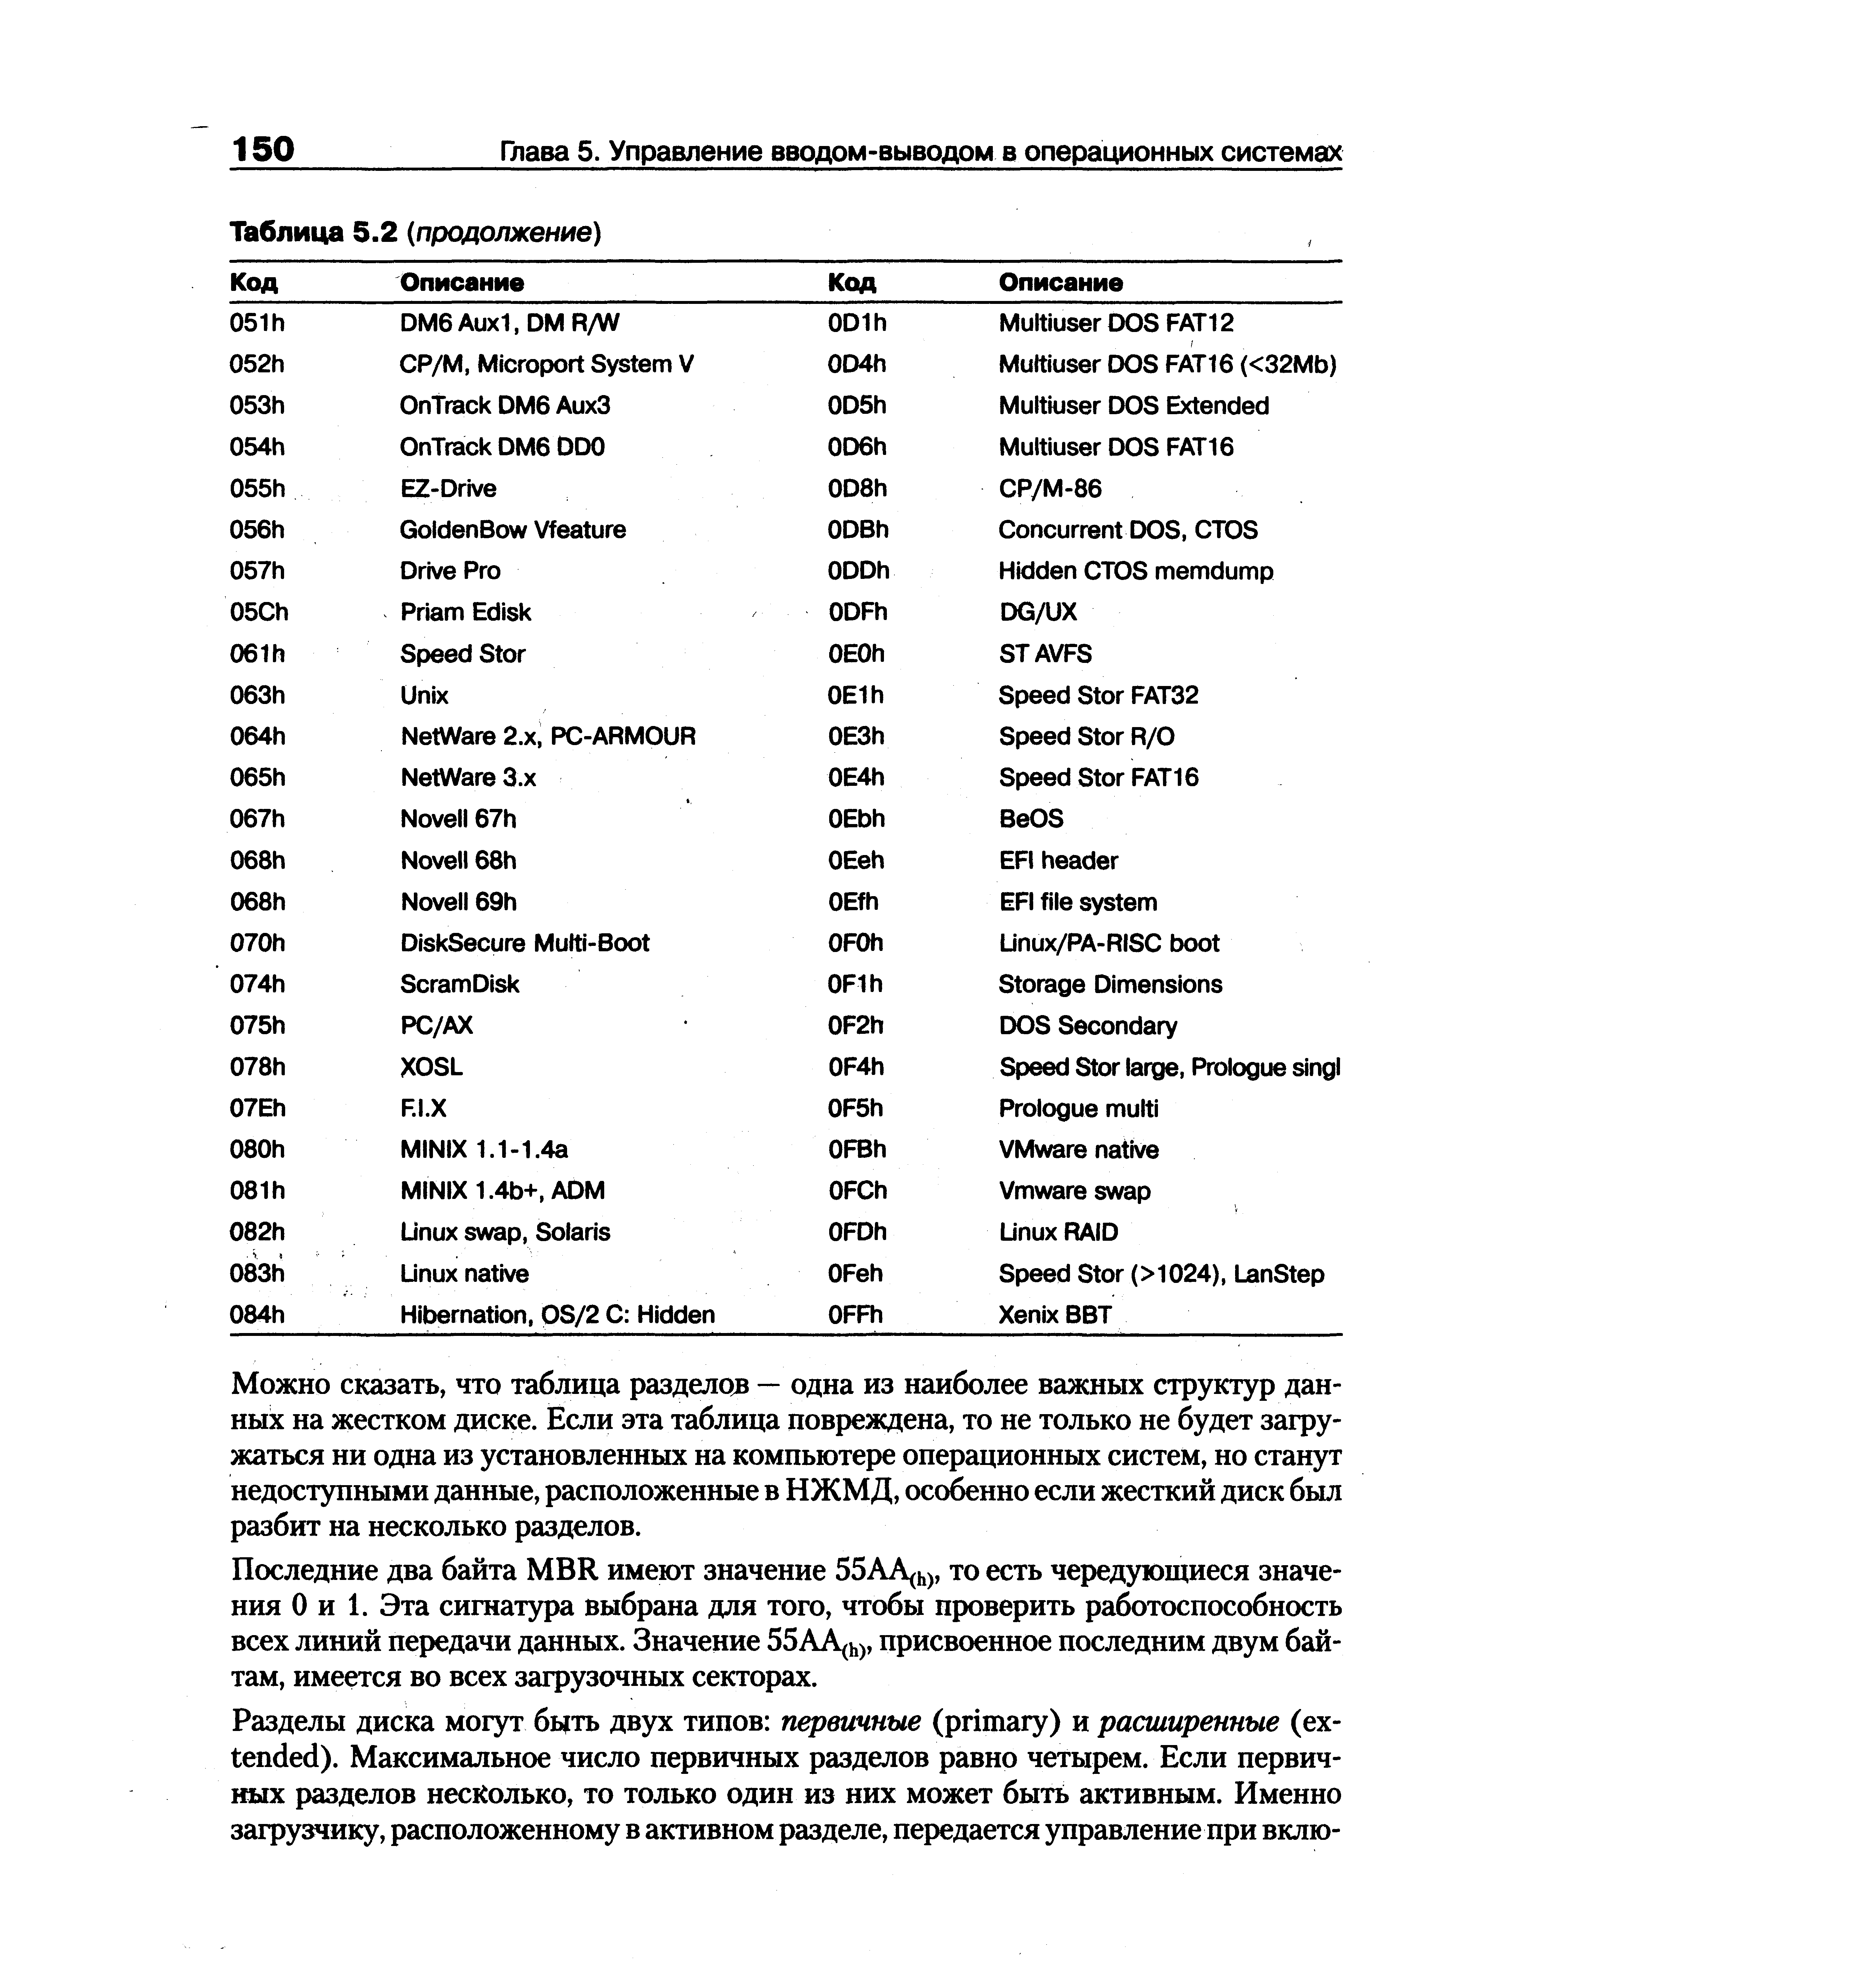 150 Глава 5. Управление вводом-выводом в операционных системах
Таблица 5.2 (продолжение)
Код Описание Код Описание
051h DM6 Aux1, DM R/W 0D1h Multiuser DOS FAT12
052h CP/M, Microport System V 0D4h Multiuser DOS FAT16 (<32Mb)
053h OnTrack DM6 Aux3 0D5h Multiuser DOS Extended
054h OnTrack DM6 DDO 0D6h Multiuser DOS FAT16
055h EZ-Drive 0D8h CP/M-86
056h GoldenBow Vfeature 0DBh Concurrent DOS, CTOS
057h Drive Pro 0DDh Hidden CTOS memdump
05Ch Priam Edisk 0DFh DG/UX
061h Speed Stor 0E0h ST AVFS
063h Unix 0E1h Speed Stor FAT32
064h NetWare 2.x, PC-ARMOUR 0E3h Speed Stor R/O
065h NetWare 3.x 0E4h Speed Stor FAT16
067h Novell 67h 0Ebh BeOS
068h Novell 68h 0Eeh EFI header
068h Novell 69h 0Efh EFI file system
070h DiskSecure Multi-Boot 0F0h Linux/PA-RISC boot
074h ScramDisk 0F1h Storage Dimensions
075h PC/AX 0F2h DOS Secondary
078h XOSL 0F4h Speed Stor large, Prologue singl
07Eh F.I.X 0F5h Prologue multi
080h MINIX 1.1-1.4a 0FBh VMware native
081h MINIX 1.4b+, ADM 0FCh Vmware swap
082h Linux swap, Solaris 0FDh Linux RAID
083h Linux native 0Feh Speed Stor (>1024), LanStep
084h Hibernation, OS/2 C: Hidden 0FFh Xenix BBT
Можно сказать, что таблица разделов — одна из наиболее важных структур дан-
ных на жестком диске. Если эта таблица повреждена, то не только не будет загру-
жаться ни одна из установленных на компьютере операционных систем, но станут
недоступными данные, расположенные в НЖМД, особенно если жесткий диск был
разбит на несколько разделов.
Последние два байта MBR имеют значение 55AA(h), то есть чередующиеся значе-
ния 0 и 1. Эта сигнатура выбрана для того, чтобы проверить работоспособность
всех линий передачи данных. Значение 55AA(h), присвоенное последним двум бай-
там, имеется во всех загрузочных секторах.
Разделы диска могут быть двух типов: первичные (primary) и расширенные (ex-
tended). Максимальное число первичных разделов равно четырем. Если первич-
ных разделов несколько, то только один из них может быть активным. Именно
загрузчику, расположенному в активном разделе, передается управление при вклю-